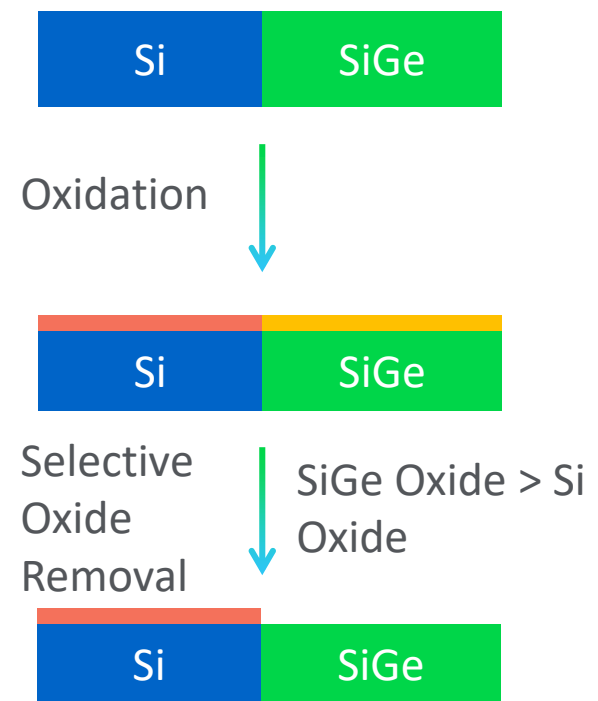 Si SiGe
Oxidation
Si SiGe
Selective
Oxide
Removal
SiGe Oxide > Si
Oxide
Si SiGe